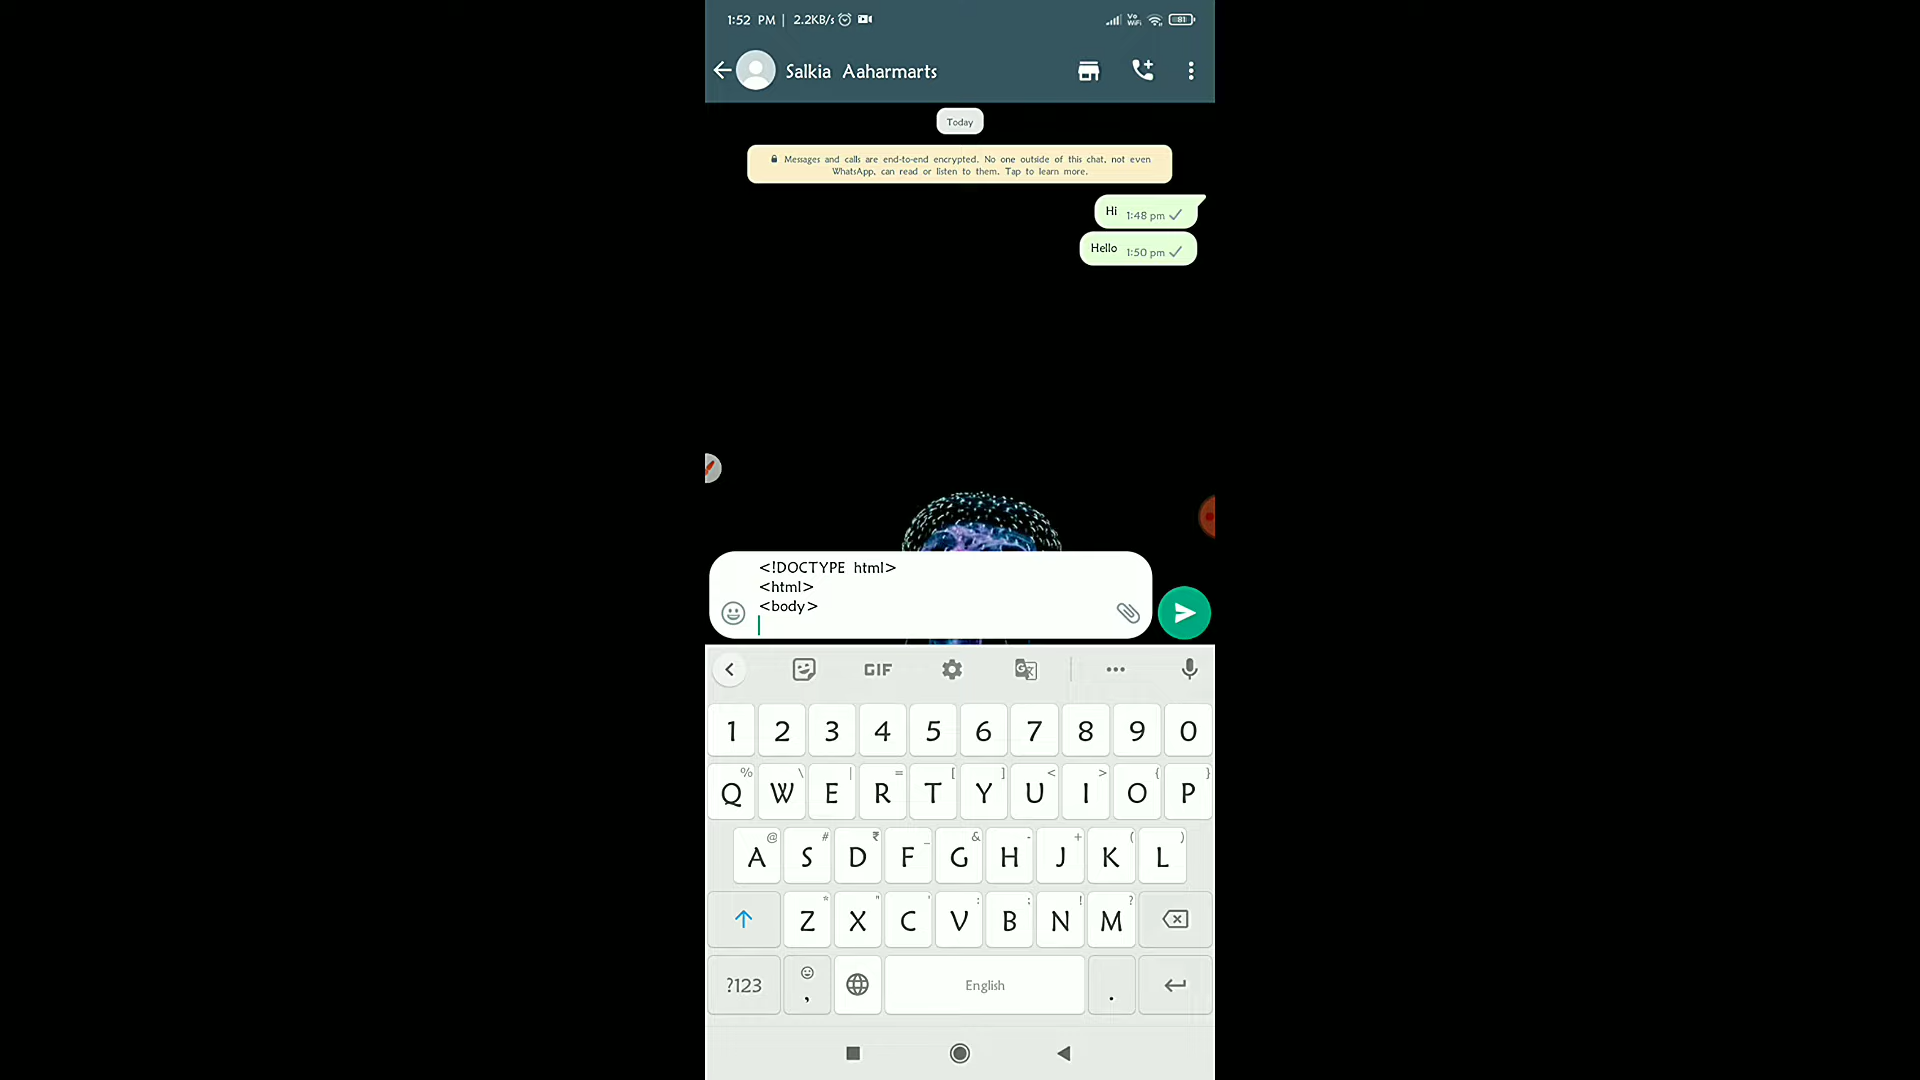 1:52 PM | 2.2KB/s
Vo WiFi 81
Salkia Aaharmarts
Today
Messages and calls are end-to-end encrypted. No one outside of this chat, not even
WhatsApp, can read or listen to them. Tap to learn more.
Hi 1:48 pm
Hello 1:50 pm
<!DOCTYPE html>
<html>
<body>
GIF G
1 2 3 4 5 6 7 8 9 0
% \ | = [ ] < > { }
Q W E R T Y U I O P
@ # ₹ _ & - + ( )
A S D F G H J K L
* " ' : ; ! ?
Z X C V B N M
?123 , English .